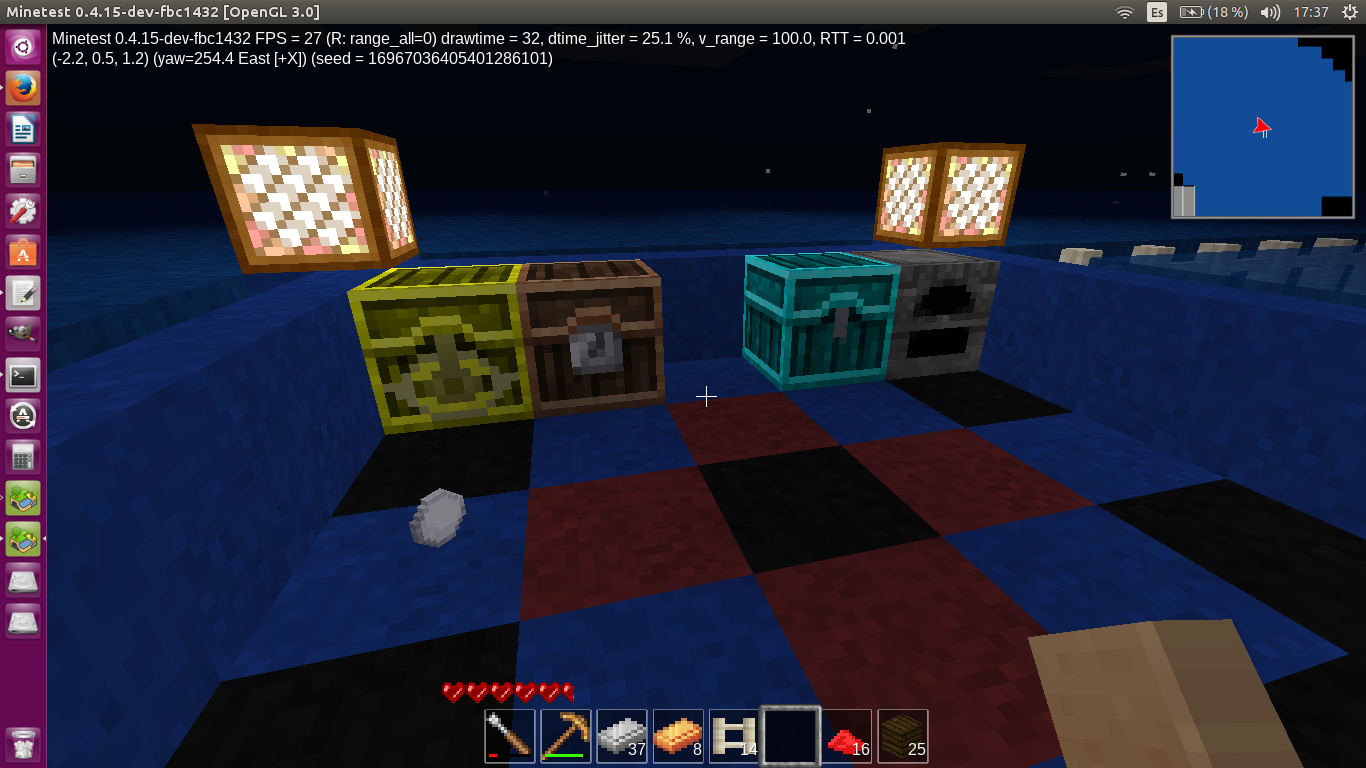 Minetest 0.4.15-dev-fbc1432 [OpenGL 3.0]
Es
(18 %)
17:37
Minetest 0.4.15-dev-fbc1432 FPS = 27 (R: range_all=0) drawtime = 32, dtime_jitter = 25.1 %, v_range = 100.0, RTT = 0.001
(-2.2, 0.5, 1.2) (yaw=254.4 East [+X]) (seed = 16967036405401286101)
37
8
14
16
25